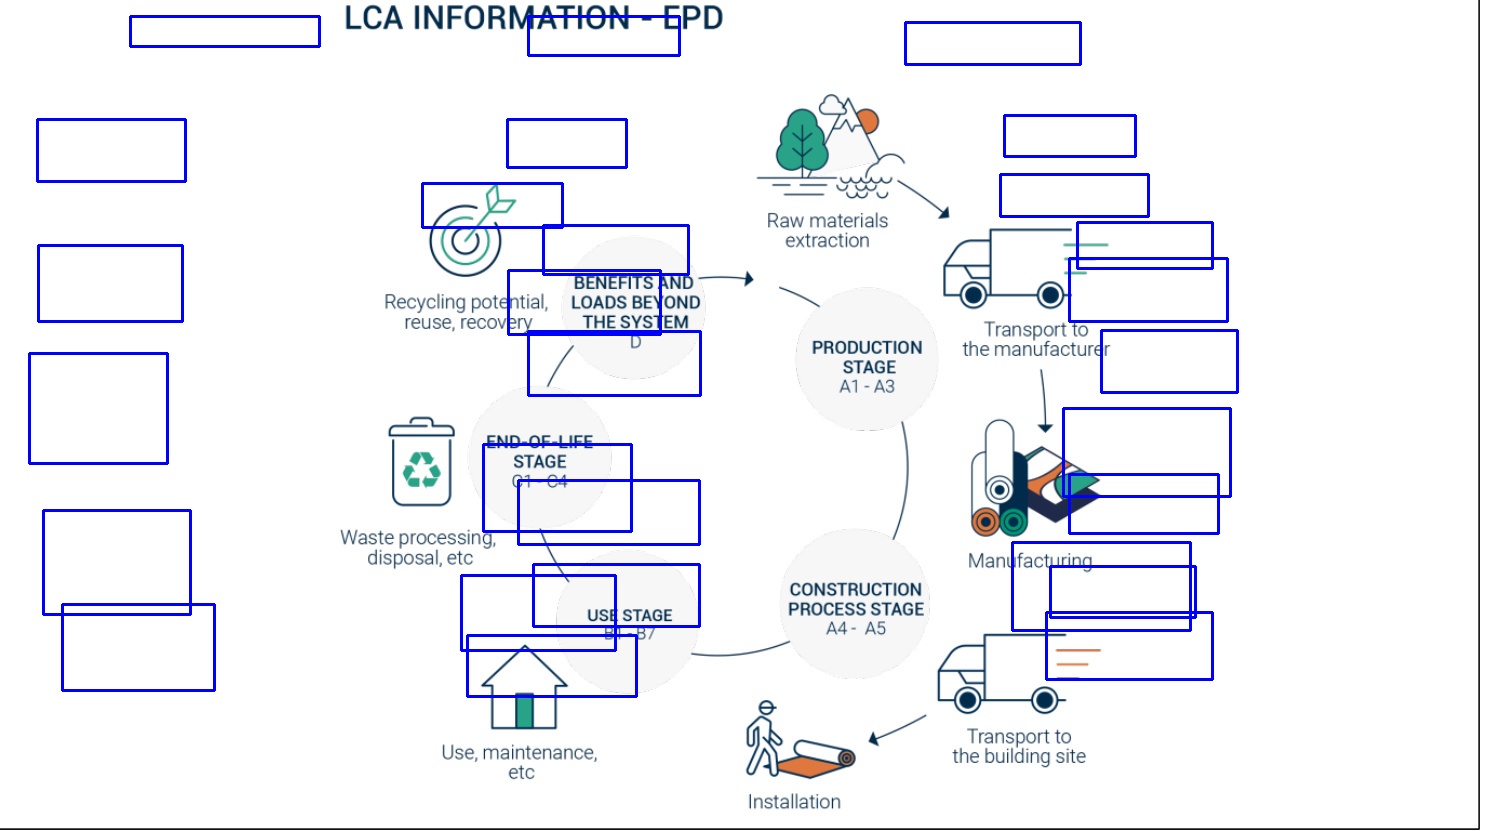 LCA INFORMATION - EPD
Raw materials
extraction
Transport to
the manufacturer
Manufacturing
Transport to
the building site
Installation
Use, maintenance,
etc
Waste processing,
disposal, etc
Recycling potential,
reuse, recovery
BENEFITS AND
LOADS BEYOND
THE SYSTEM
D
PRODUCTION
STAGE
A1 - A3
CONSTRUCTION
PROCESS STAGE
A4 - A5
USE STAGE
B1 - B7
END-OF-LIFE
STAGE
C1 - C4